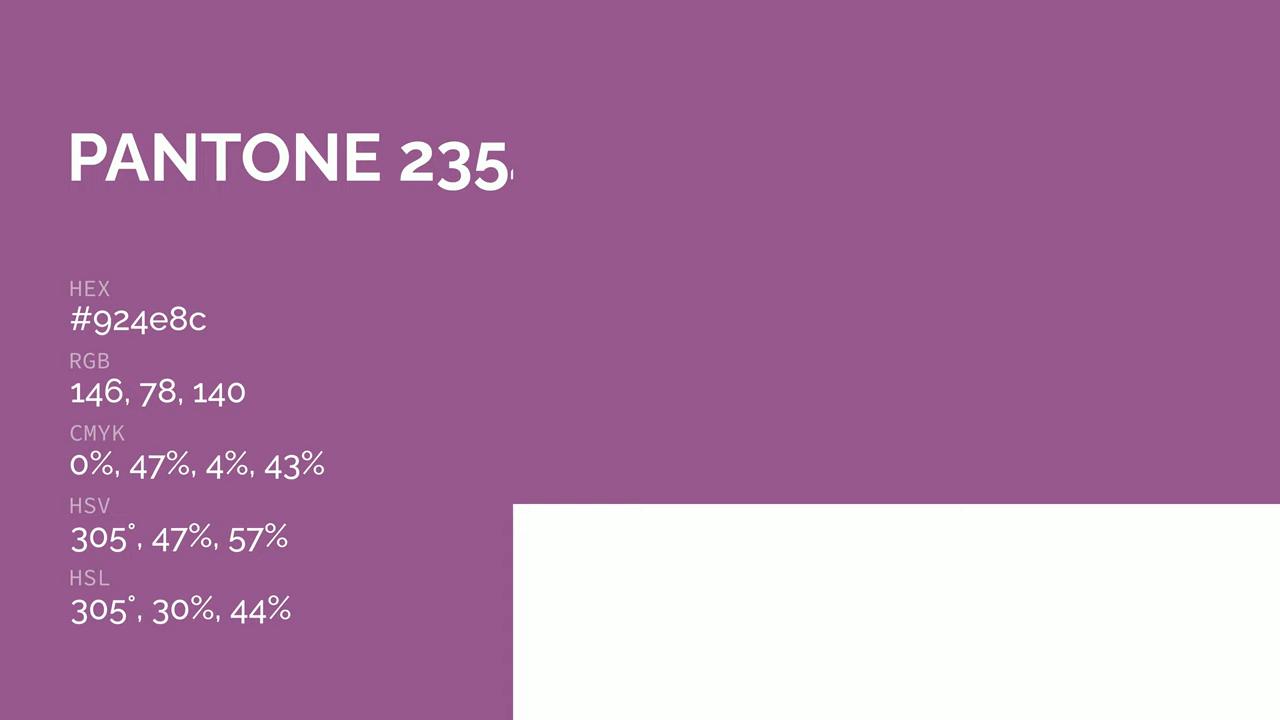 PANTONE 235
HEX
#924e8c
RGB
146, 78, 140
CMYK
0%, 47%, 4%, 43%
HSV
305°, 47%, 57%
HSL
305°, 30%, 44%